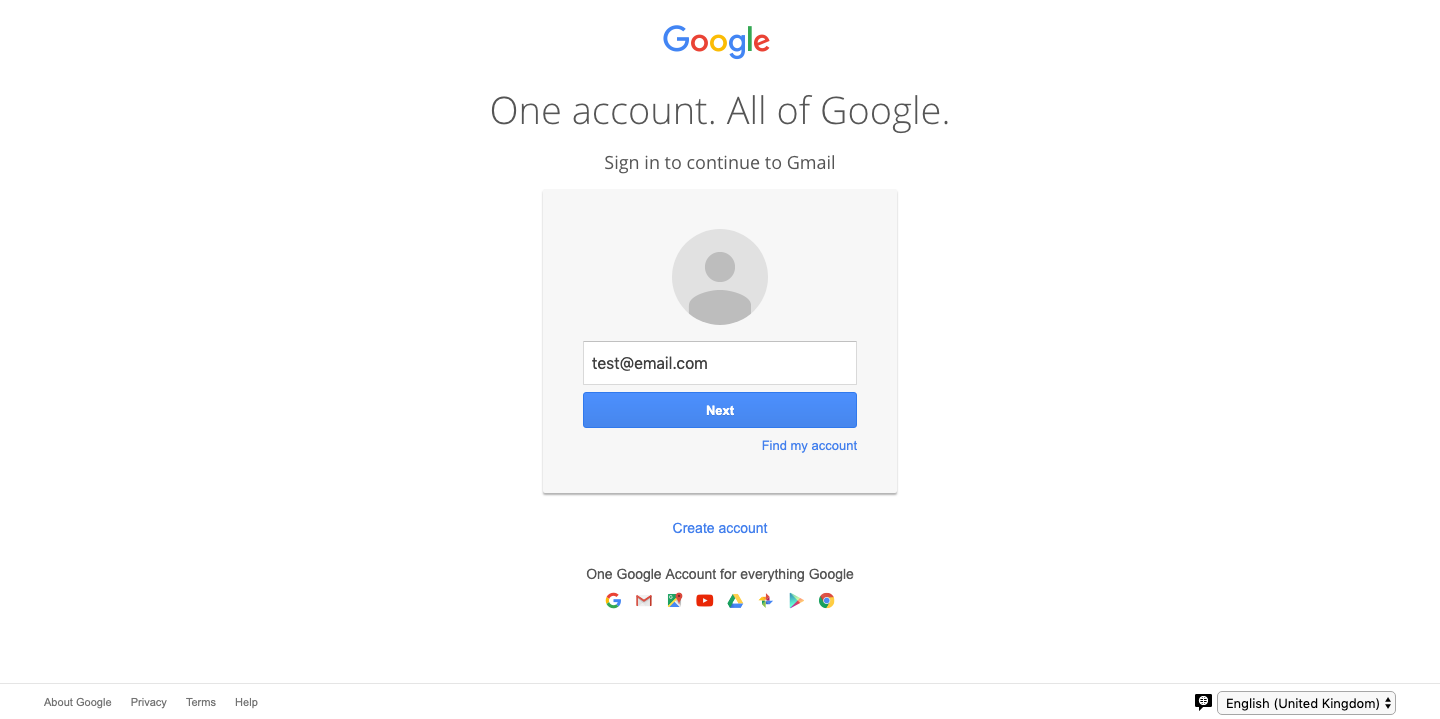 Google
One account. All of Google.
Sign in to continue to Gmail
test@email.com
Next
Find my account
Create account
One Google Account for everything Google
About Google Privacy Terms Help English (United Kingdom)